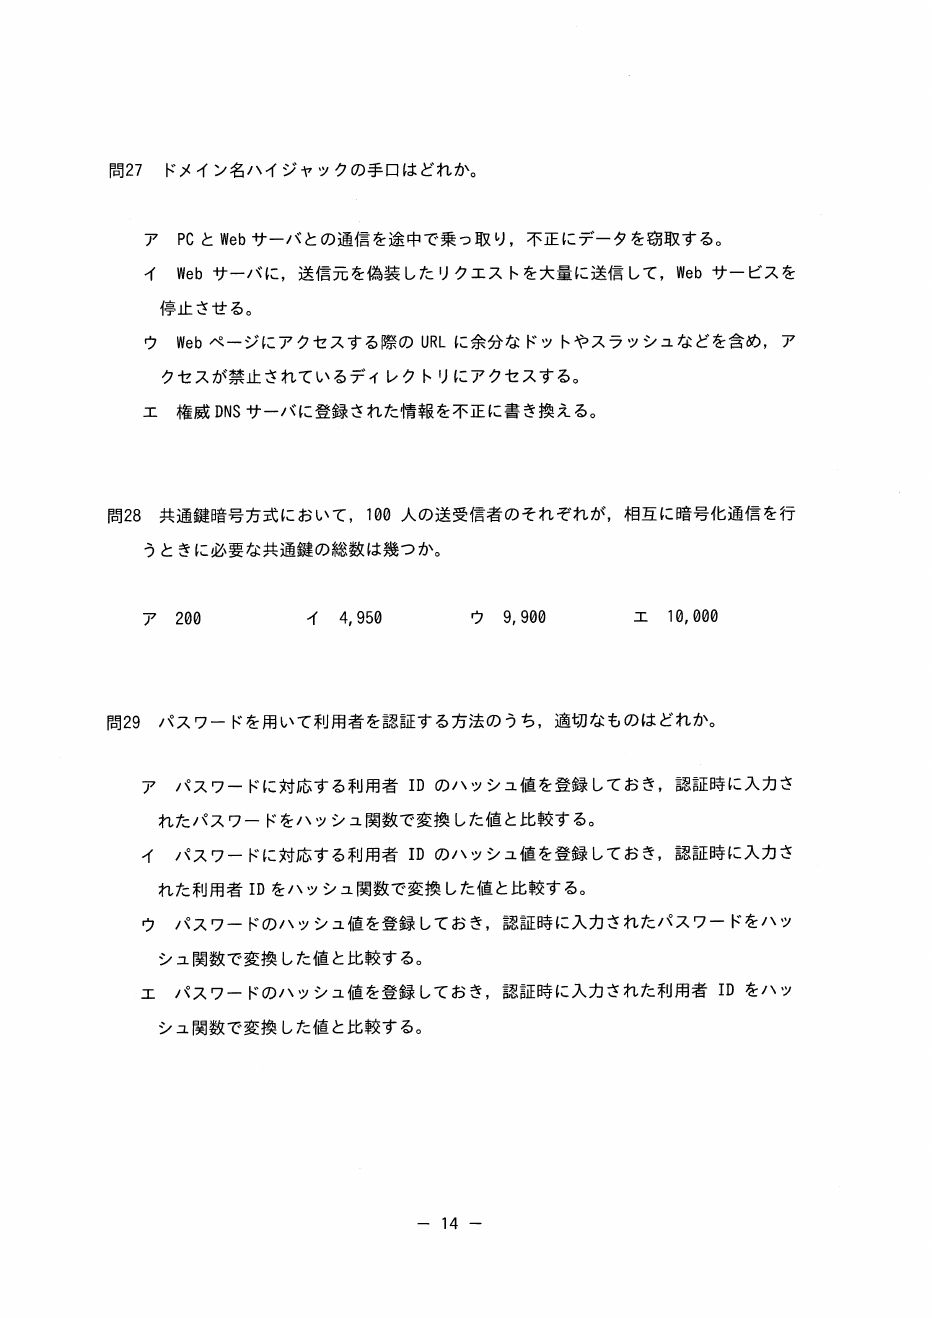 問27　ドメイン名ハイジャックの手口はどれか。
ア　PC と Web サーバとの通信を途中で乗っ取り，不正にデータを窃取する。
イ　Web サーバに，送信元を偽装したリクエストを大量に送信して，Web サービスを
停止させる。
ウ　Web ページにアクセスする際の URL に余分なドットやスラッシュなどを含め，ア
クセスが禁止されているディレクトリにアクセスする。
エ　権威 DNS サーバに登録された情報を不正に書き換える。
問28　共通鍵暗号方式において，100 人の送受信者のそれぞれが，相互に暗号化通信を行
うときに必要な共通鍵の総数は幾つか。
ア　200　イ　4,950　ウ　9,900　エ　10,000
問29　パスワードを用いて利用者を認証する方法のうち，適切なものはどれか。
ア　パスワードに対応する利用者 ID のハッシュ値を登録しておき，認証時に入力さ
れたパスワードをハッシュ関数で変換した値と比較する。
イ　パスワードに対応する利用者 ID のハッシュ値を登録しておき，認証時に入力さ
れた利用者 ID をハッシュ関数で変換した値と比較する。
ウ　パスワードのハッシュ値を登録しておき，認証時に入力されたパスワードをハッ
シュ関数で変換した値と比較する。
エ　パスワードのハッシュ値を登録しておき，認証時に入力された利用者 ID をハッ
シュ関数で変換した値と比較する。
－ 14 －